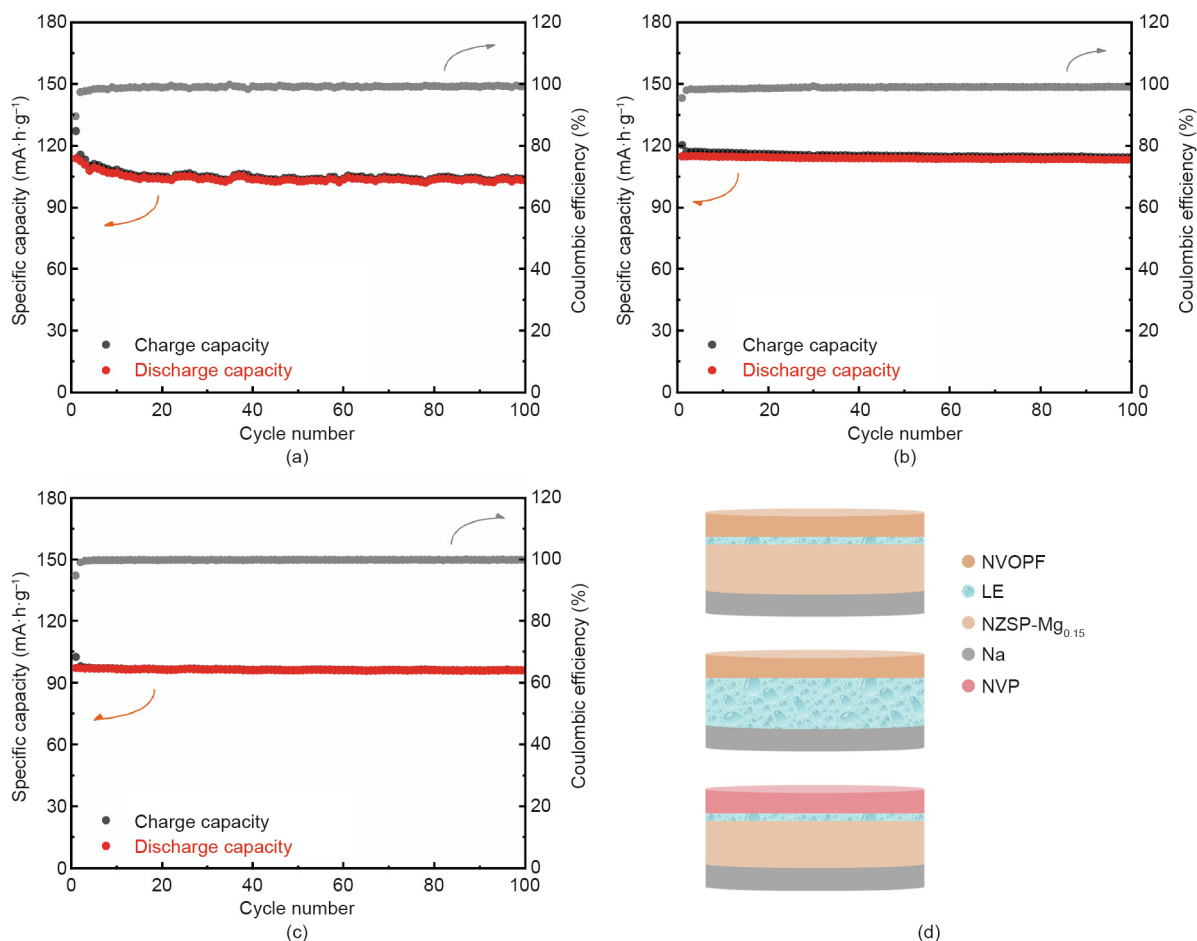 180
150
120
90
60
30
0
Specific capacity (mA·h·g⁻¹)
120
100
80
60
40
20
0
Coulombic efficiency (%)
Charge capacity
Discharge capacity
0 20 40 60 80 100
Cycle number
(a)
180
150
120
90
60
30
0
Specific capacity (mA·h·g⁻¹)
120
100
80
60
40
20
0
Coulombic efficiency (%)
Charge capacity
Discharge capacity
0 20 40 60 80 100
Cycle number
(b)
180
150
120
90
60
30
0
Specific capacity (mA·h·g⁻¹)
120
100
80
60
40
20
0
Coulombic efficiency (%)
Charge capacity
Discharge capacity
0 20 40 60 80 100
Cycle number
(c)
NVOPF
LE
NZSP-Mg₀.₁₅
Na
NVP
(d)